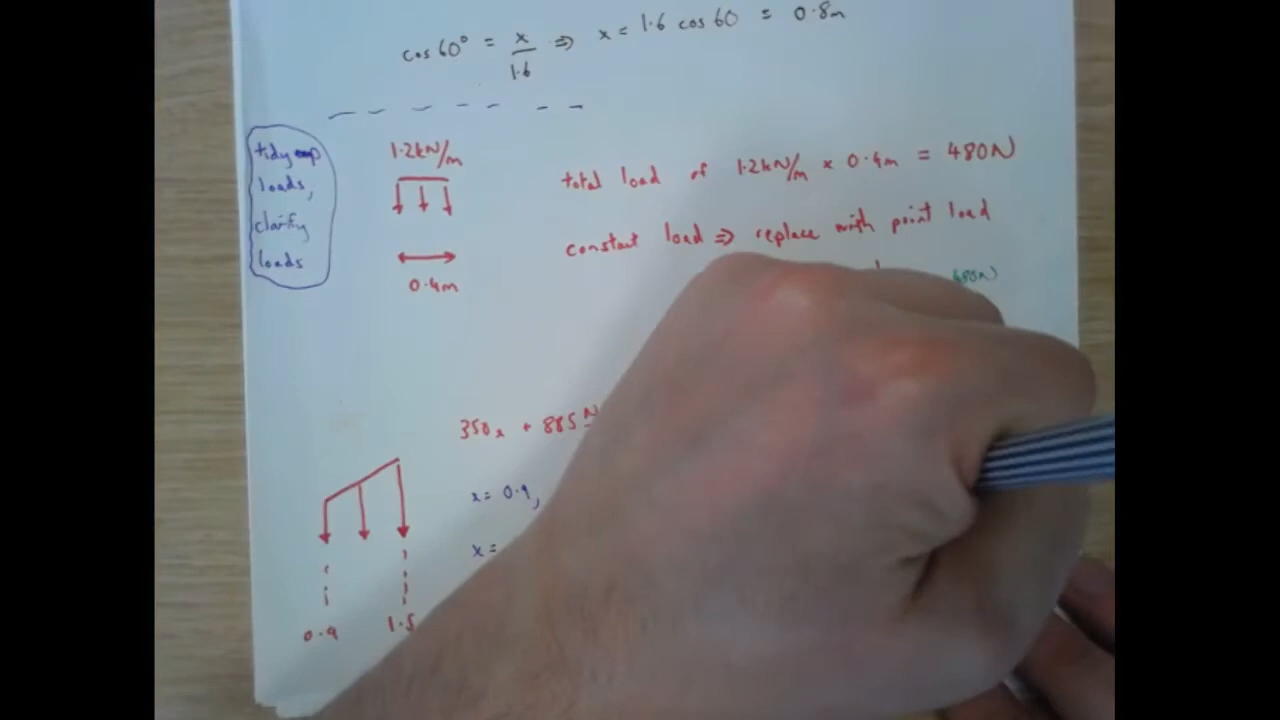 cos 60° = x/1.6 ⇒ x = 1.6 cos 60 = 0.8m
tidy up
loads,
clarify
loads
1.2kN/m
0.4m
total load of 1.2kN/m × 0.4m = 480N
constant load ⇒ replace with point load
480N
350x + 885 N
x = 0.9,
x =
0.9
1.5